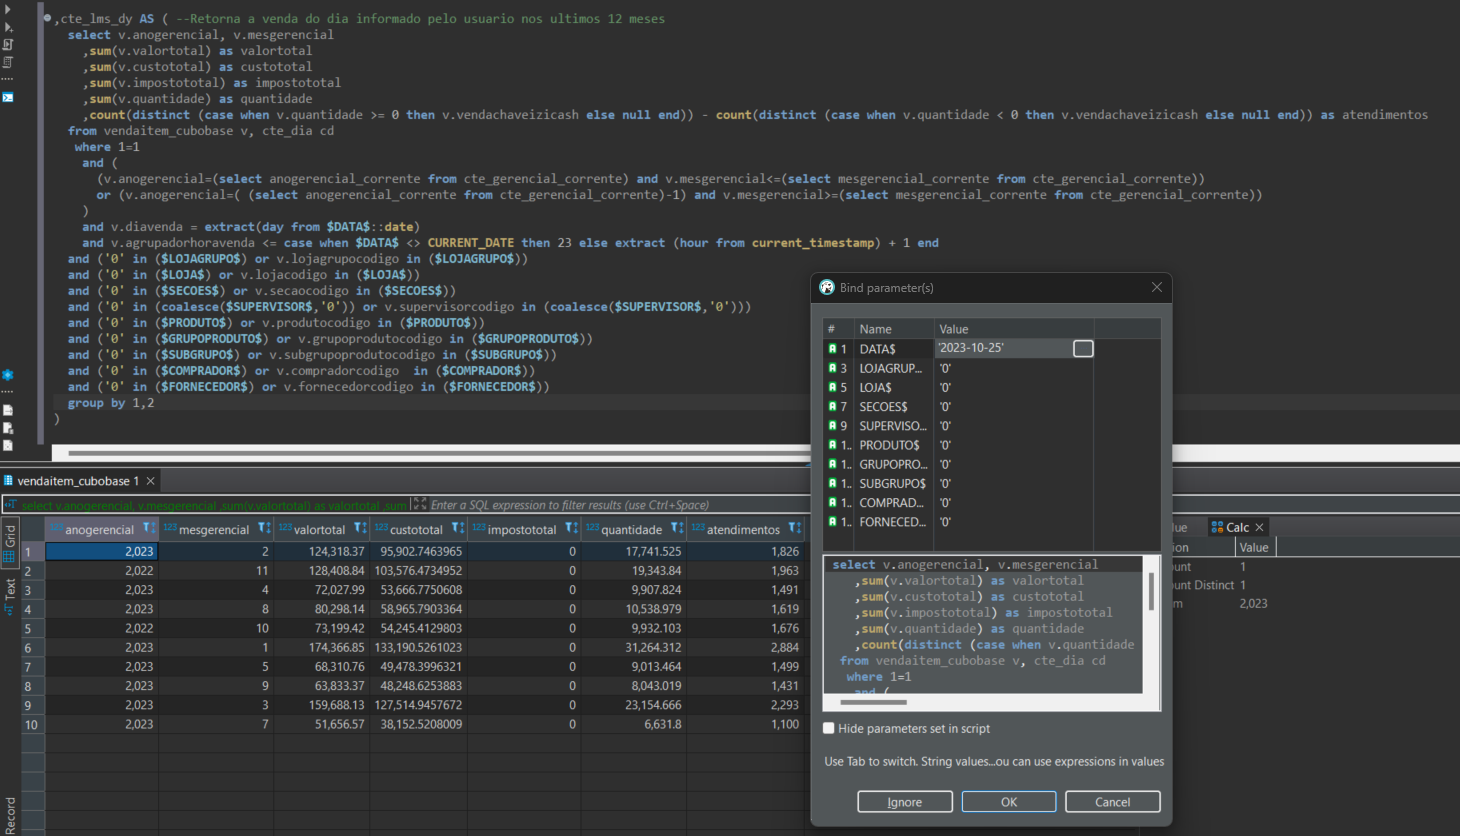 ,cte_lms_dy AS ( --Retorna a venda do dia informado pelo usuario nos ultimos 12 meses
select v.anogerencial, v.mesgerencial
,sum(v.valortotal) as valortotal
,sum(v.custototal) as custototal
,sum(v.impostototal) as impostototal
,sum(v.quantidade) as quantidade
,count(distinct (case when v.quantidade >= 0 then v.vendachaveizicash else null end)) - count(distinct (case when v.quantidade < 0 then v.vendachaveizicash else null end)) as atendimentos
from vendaitem_cubobase v, cte_dia cd
where 1=1
and (
(v.anogerencial=(select anogerencial_corrente from cte_gerencial_corrente) and v.mesgerencial<=(select mesgerencial_corrente from cte_gerencial_corrente))
or (v.anogerencial=( (select anogerencial_corrente from cte_gerencial_corrente)-1) and v.mesgerencial>=(select mesgerencial_corrente from cte_gerencial_corrente))
)
and v.diavenda = extract(day from $DATA$::date)
and v.agrupadorhoravenda <= case when $DATA$ <> CURRENT_DATE then 23 else extract (hour from current_timestamp) + 1 end
and ('0' in ($LOJAGRUPO$) or v.lojagrupocodigo in ($LOJAGRUPO$))
and ('0' in ($LOJA$) or v.lojacodigo in ($LOJA$))
and ('0' in ($SECOES$) or v.secaocodigo in ($SECOES$))
and ('0' in (coalesce($SUPERVISOR$,'0')) or v.supervisorcodigo in (coalesce($SUPERVISOR$,'0')))
and ('0' in ($PRODUTO$) or v.produtocodigo in ($PRODUTO$))
and ('0' in ($GRUPOPRODUTO$) or v.grupoprodutocodigo in ($GRUPOPRODUTO$))
and ('0' in ($SUBGRUPO$) or v.subgrupoprodutocodigo in ($SUBGRUPO$))
and ('0' in ($COMPRADOR$) or v.compradorcodigo  in ($COMPRADOR$))
and ('0' in ($FORNECEDOR$) or v.fornecedorcodigo in ($FORNECEDOR$))
group by 1,2
)
vendaitem_cubobase 1
select v.anogerencial, v.mesgerencial ,sum(v.valortotal) as valortotal ,sum
Enter a SQL expression to filter results (use Ctrl+Space)
Grid
Text
Record
123 anogerencial 123 mesgerencial 123 valortotal 123 custototal 123 impostototal 123 quantidade 123 atendimentos
1 2,023 2 124,318.37 95,902.7463965 0 17,741.525 1,826
2 2,022 11 128,408.84 103,576.4734952 0 19,343.84 1,963
3 2,023 4 72,027.99 53,666.7750608 0 9,907.824 1,491
4 2,023 8 80,298.14 58,965.7903364 0 10,538.979 1,619
5 2,022 10 73,199.42 54,245.4129803 0 9,932.103 1,676
6 2,023 1 174,366.85 133,190.5261023 0 31,264.312 2,884
7 2,023 5 68,310.76 49,478.3996321 0 9,013.464 1,499
8 2,023 9 63,833.37 48,248.6253883 0 8,043.019 1,431
9 2,023 3 159,688.13 127,514.9457672 0 23,154.666 2,293
10 2,023 7 51,656.57 38,152.5208009 0 6,631.8 1,100
Bind parameter(s)
# Name Value
1 DATA$ '2023-10-25'
3 LOJAGRUP... '0'
5 LOJA$ '0'
7 SECOES$ '0'
9 SUPERVISO... '0'
1.. PRODUTO$ '0'
1.. GRUPOPRO... '0'
1.. SUBGRUPO$ '0'
1.. COMPRAD... '0'
1.. FORNECED... '0'
select v.anogerencial, v.mesgerencial
,sum(v.valortotal) as valortotal
,sum(v.custototal) as custototal
,sum(v.impostototal) as impostototal
,sum(v.quantidade) as quantidade
,count(distinct (case when v.quantidade
from vendaitem_cubobase v, cte_dia cd
where 1=1
and (
Hide parameters set in script
Use Tab to switch. String values...ou can use expressions in values
Ignore OK Cancel
lue Calc
ion Value
unt 1
unt Distinct 1
m 2,023